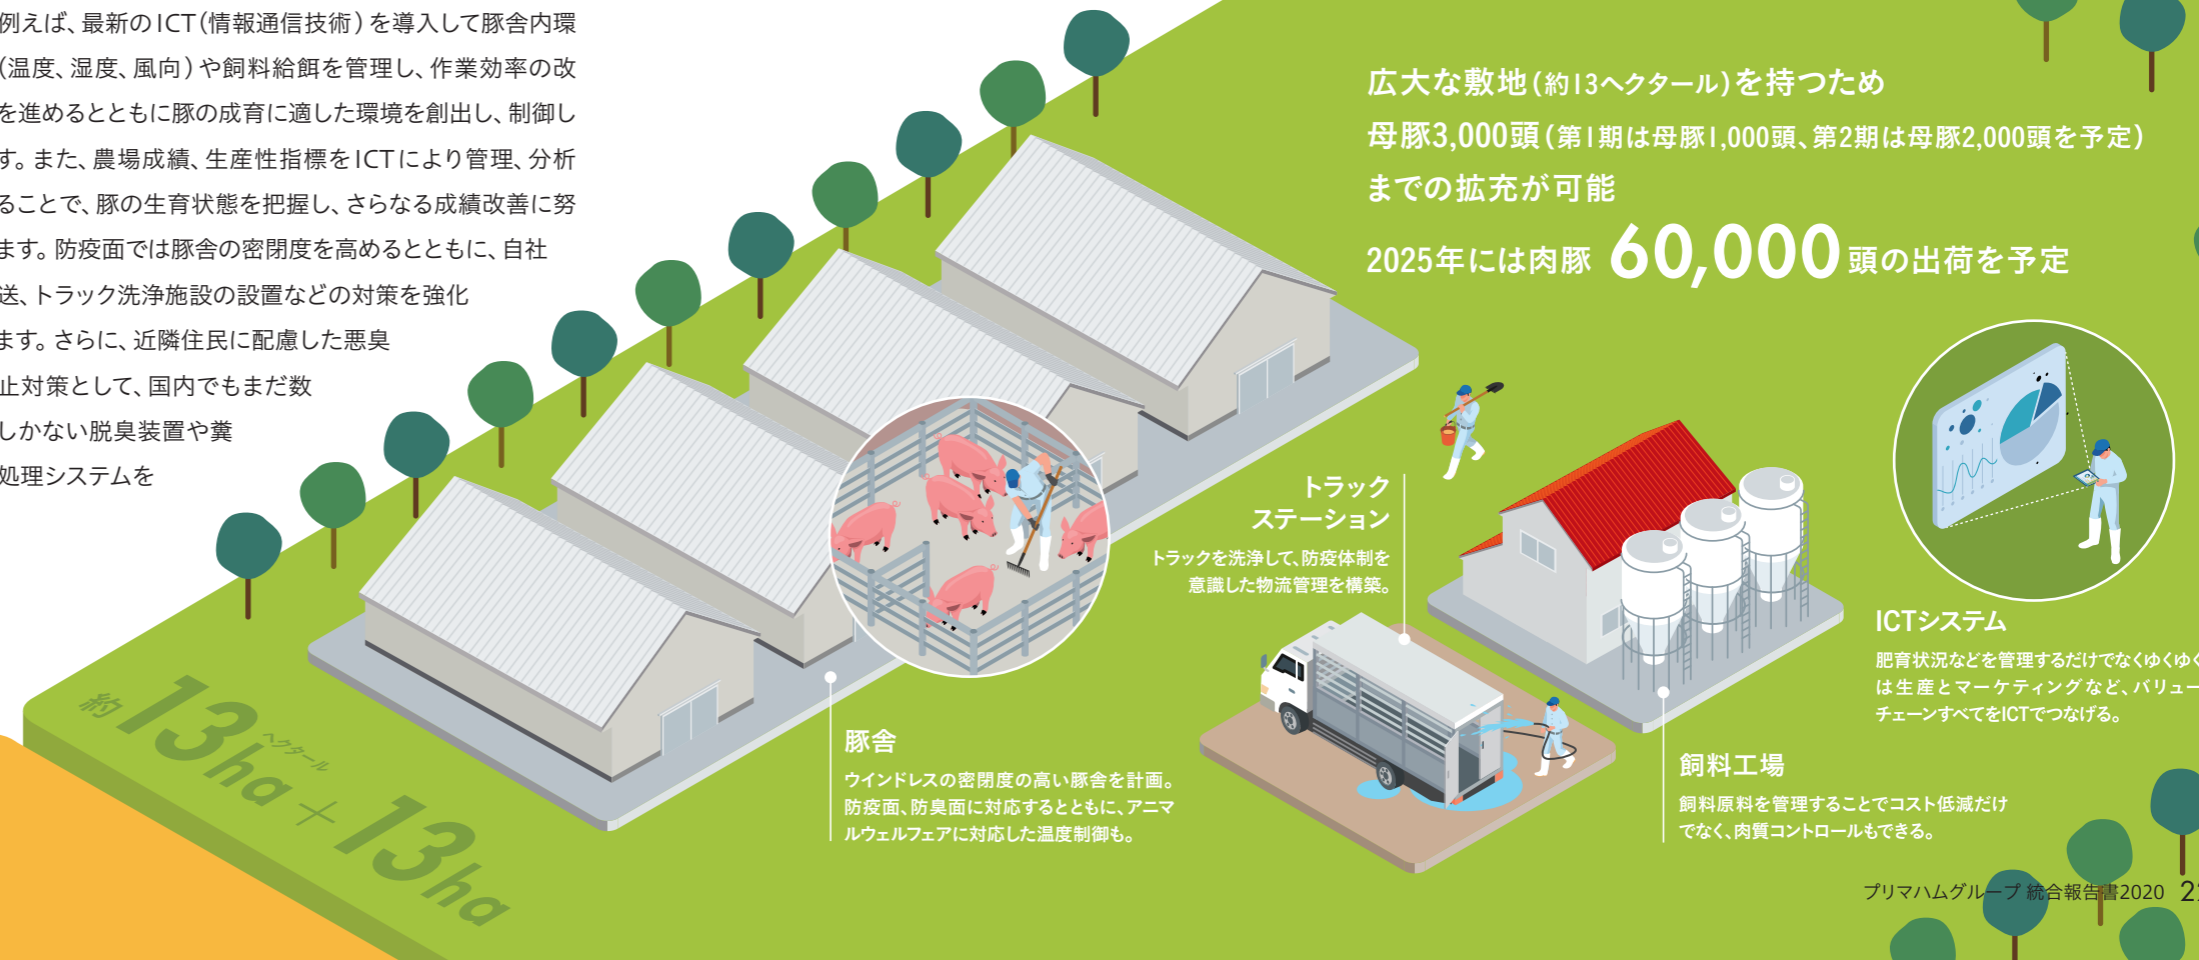 例えば、最新のICT(情報通信技術)を導入して豚舎内環
(温度、湿度、風向)や飼料給餌を管理し、作業効率の改
を進めるとともに豚の成育に適した環境を創出し、制御し
す。また、農場成績、生産性指標をICTにより管理、分析
ることで、豚の生育状態を把握し、さらなる成績改善に努
ます。防疫面では豚舎の密閉度を高めるとともに、自社
送、トラック洗浄施設の設置などの対策を強化
ます。さらに、近隣住民に配慮した悪臭
止対策として、国内でもまだ数
しかない脱臭装置や糞
処理システムを
広大な敷地(約13ヘクタール)を持つため
母豚3,000頭(第1期は母豚1,000頭、第2期は母豚2,000頭を予定)
までの拡充が可能
2025年には肉豚 60,000 頭の出荷を予定
トラック
ステーション
トラックを洗浄して、防疫体制を
意識した物流管理を構築。
ICTシステム
肥育状況などを管理するだけでなくゆくゆく
は生産とマーケティングなど、バリュー
チェーンすべてをICTでつなげる。
豚舎
ウインドレスの密閉度の高い豚舎を計画。
防疫面、防臭面に対応するとともに、アニマ
ルウェルフェアに対応した温度制御も。
飼料工場
飼料原料を管理することでコスト低減だけ
でなく、肉質コントロールもできる。
約13ha + 13ha
ヘクタール
プリマハムグループ 統合報告書2020